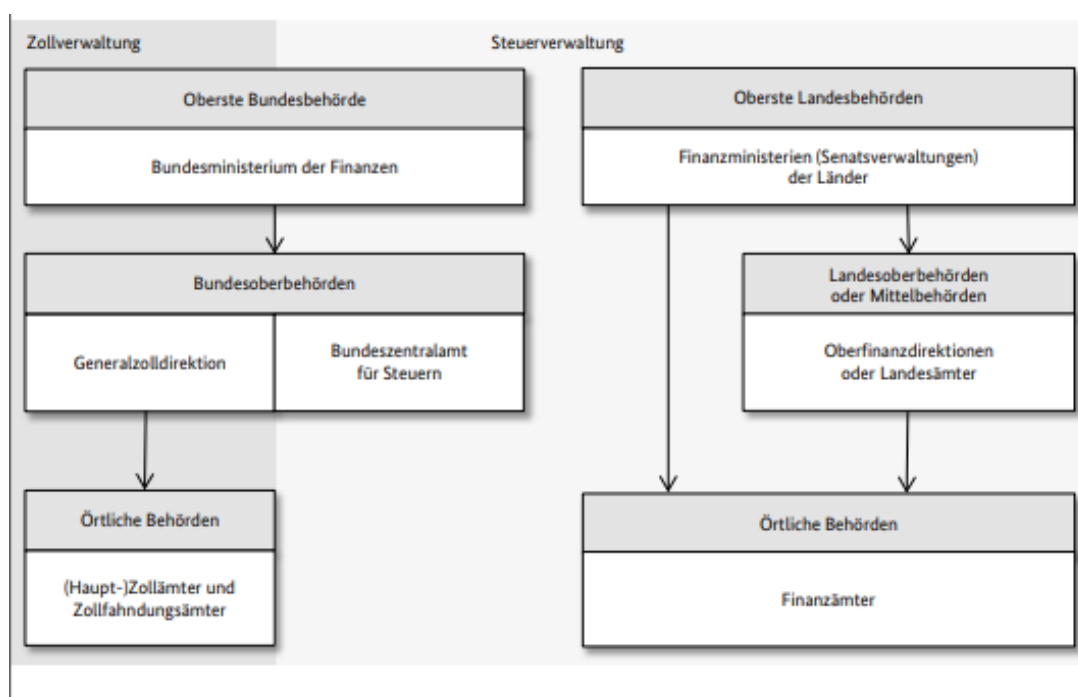 Zollverwaltung
Steuerverwaltung
Oberste Bundesbehörde
Bundesministerium der Finanzen
Oberste Landesbehörden
Finanzministerien (Senatsverwaltungen)
der Länder
Bundesoberbehörden
Generalzolldirektion
Bundeszentralamt
für Steuern
Landesoberbehörden
oder Mittelbehörden
Oberfinanzdirektionen
oder Landesämter
Örtliche Behörden
(Haupt-)Zollämter und
Zollfahndungsämter
Örtliche Behörden
Finanzämter